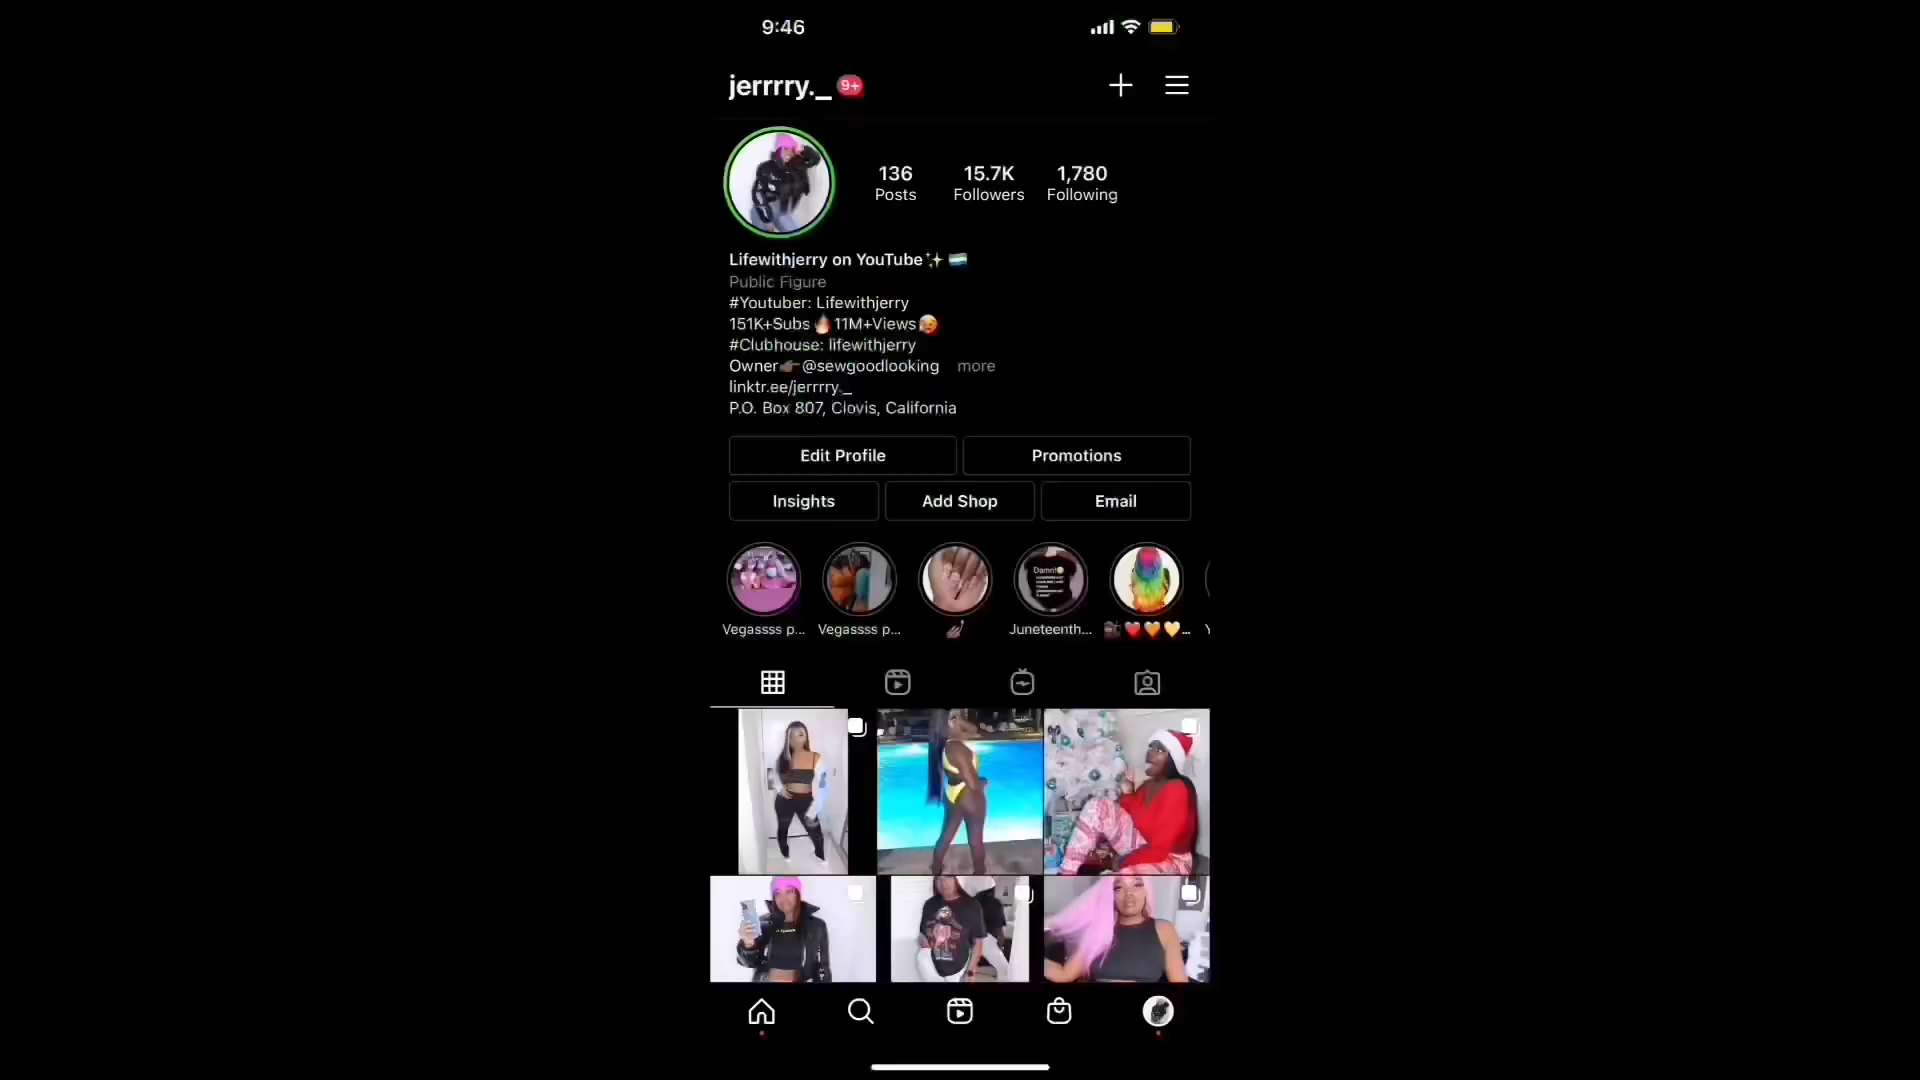 9:46
jerrrry._ 9+
136 15.7K 1,780
Posts Followers Following
Lifewithjerry on YouTube✨ 🇸🇱
Public Figure
#Youtuber: Lifewithjerry
151K+Subs🔥11M+Views🥵
#Clubhouse: lifewithjerry
Owner👉🏾@sewgoodlooking more
linktr.ee/jerrrry._
P.O. Box 807, Clovis, California
Edit Profile Promotions
Insights Add Shop Email
Damn!
Vegassss p... Vegassss p... 💅🏾 Juneteenth... ❤️🧡💛...